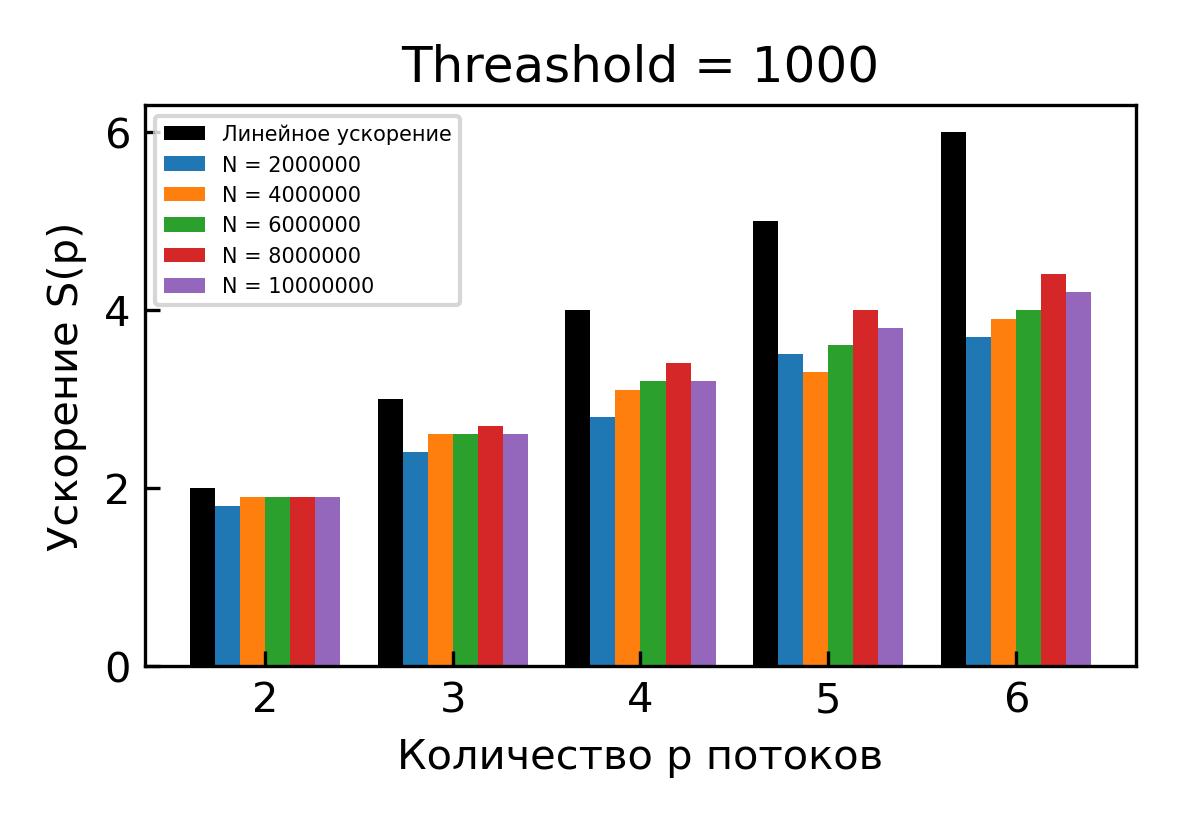 Threashold = 1000
Линейное ускорение
N = 2000000
N = 4000000
N = 6000000
N = 8000000
N = 10000000
Ускорение S(p)
6
4
2
0
2 3 4 5 6
Количество p потоков